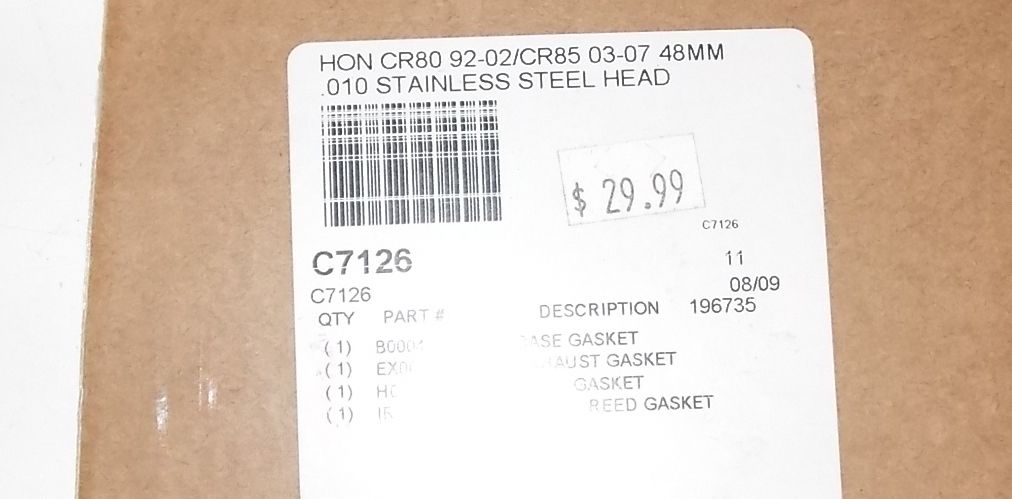 HON CR80 92-02/CR85 03-07 48MM
.010 STAINLESS STEEL HEAD
$ 29.99
C7126
C7126
11
C7126
08/09
QTY PART # DESCRIPTION 196735
(1) GASKET
(1) GASKET
(1) GASKET
(1) REED GASKET